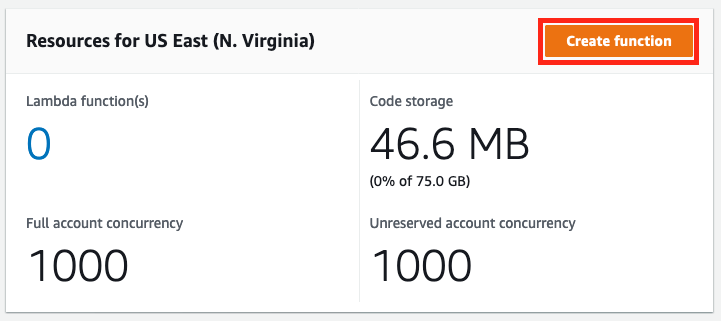 Resources for US East (N. Virginia)
Create function
Lambda function(s)
0
Code storage
46.6 MB
(0% of 75.0 GB)
Full account concurrency
1000
Unreserved account concurrency
1000